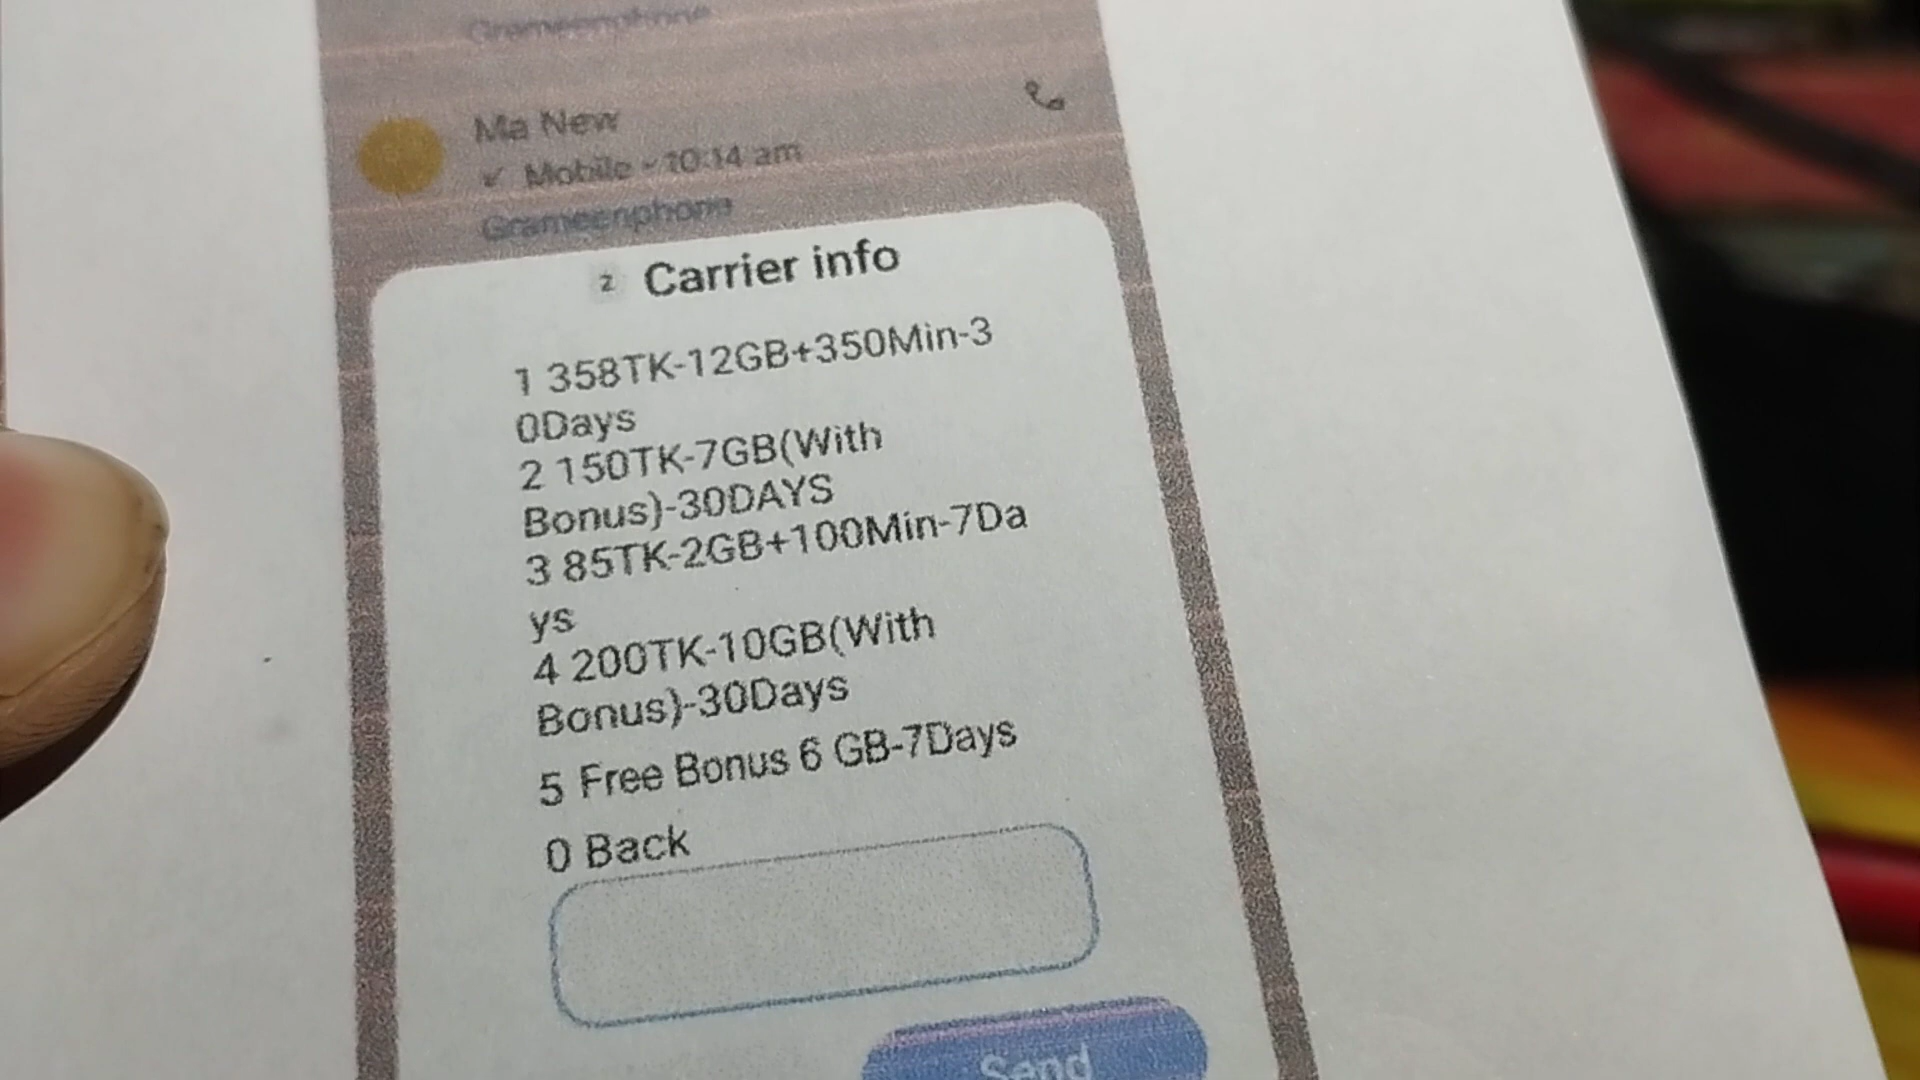 Grameenphone
Ma New
↙ Mobile - 10:14 am
Grameenphone
2 Carrier info
1 358TK-12GB+350Min-3
0Days
2 150TK-7GB(With
Bonus)-30DAYS
3 85TK-2GB+100Min-7Da
ys
4 200TK-10GB(With
Bonus)-30Days
5 Free Bonus 6 GB-7Days
0 Back
Send